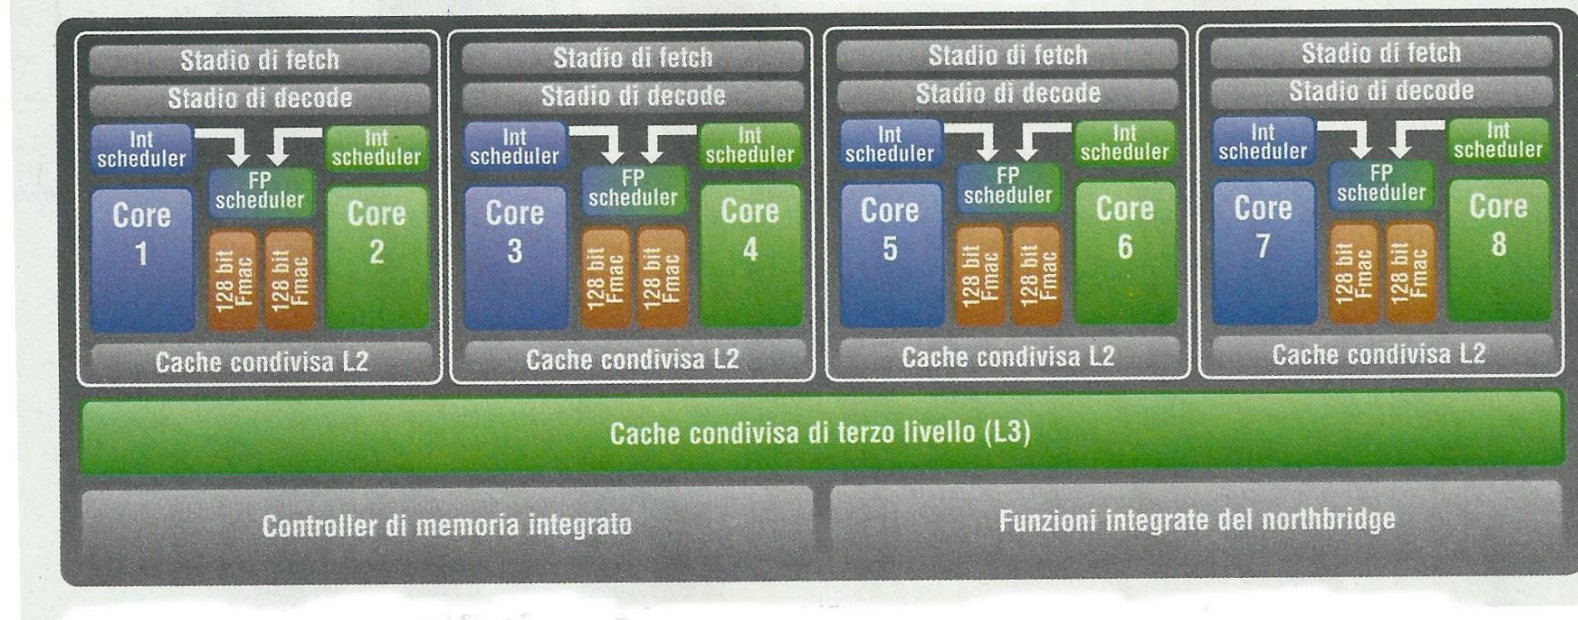 Stadio di fetch
Stadio di decode
Int
scheduler
Int
scheduler
FP
scheduler
Core
1
128 bit
Fmac
128 bit
Fmac
Core
2
Cache condivisa L2
Stadio di fetch
Stadio di decode
Int
scheduler
Int
scheduler
FP
scheduler
Core
3
128 bit
Fmac
128 bit
Fmac
Core
4
Cache condivisa L2
Stadio di fetch
Stadio di decode
Int
scheduler
Int
scheduler
FP
scheduler
Core
5
128 bit
Fmac
128 bit
Fmac
Core
6
Cache condivisa L2
Stadio di fetch
Stadio di decode
Int
scheduler
Int
scheduler
FP
scheduler
Core
7
128 bit
Fmac
128 bit
Fmac
Core
8
Cache condivisa L2
Cache condivisa di terzo livello (L3)
Controller di memoria integrato
Funzioni integrate del northbridge